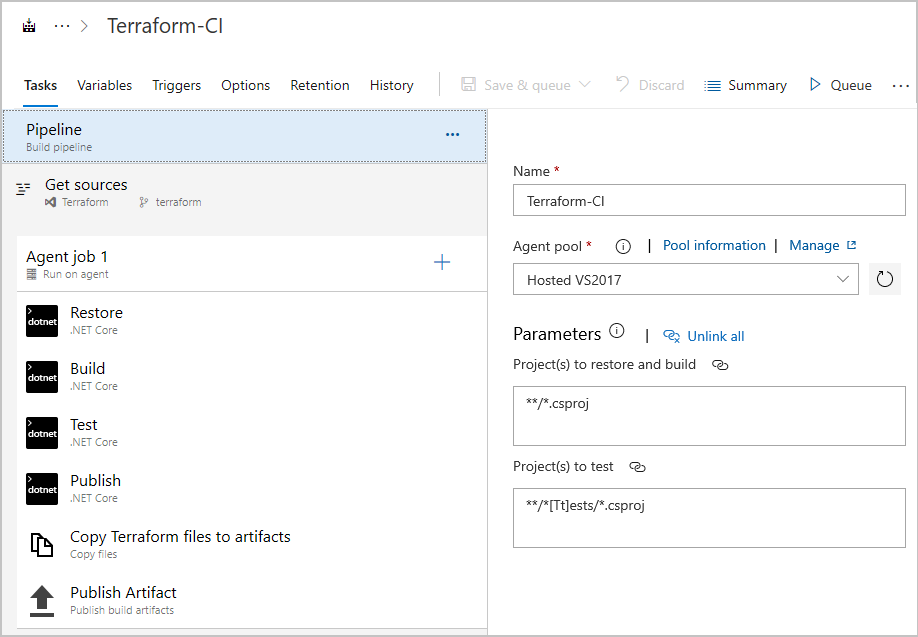 Terraform-CI
Tasks Variables Triggers Options Retention History Save & queue Discard Summary Queue
Pipeline
Build pipeline
Get sources
Terraform terraform
Agent job 1
Run on agent
dotnet Restore
.NET Core
dotnet Build
.NET Core
dotnet Test
.NET Core
dotnet Publish
.NET Core
Copy Terraform files to artifacts
Copy files
Publish Artifact
Publish build artifacts
Name *
Terraform-CI
Agent pool * | Pool information | Manage
Hosted VS2017
Parameters | Unlink all
Project(s) to restore and build
**/*.csproj
Project(s) to test
**/*[Tt]ests/*.csproj